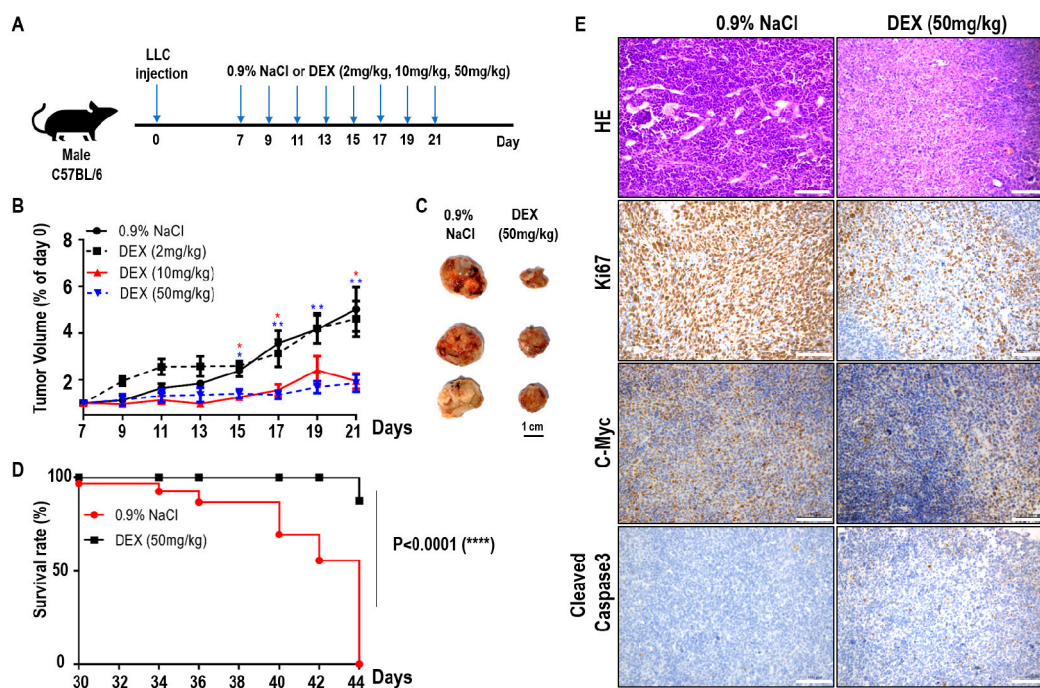 A
LLC
injection
0.9% NaCl or DEX (2mg/kg, 10mg/kg, 50mg/kg)
0 7 9 11 13 15 17 19 21 Day
Male
C57BL/6
B
0.9% NaCl
DEX (2mg/kg)
DEX (10mg/kg)
DEX (50mg/kg)
Tumor Volume (% of day 0)
8
6
4
2
* ** * ** ** * **
7 9 11 13 15 17 19 21 Days
C
0.9% DEX
NaCl (50mg/kg)
1 cm
D
Survival rate (%)
100
50
0
0.9% NaCl
DEX (50mg/kg)
P<0.0001 (****)
30 32 34 36 38 40 42 44 Days
E
0.9% NaCl DEX (50mg/kg)
HE
Ki67
C-Myc
Cleaved
Caspase3